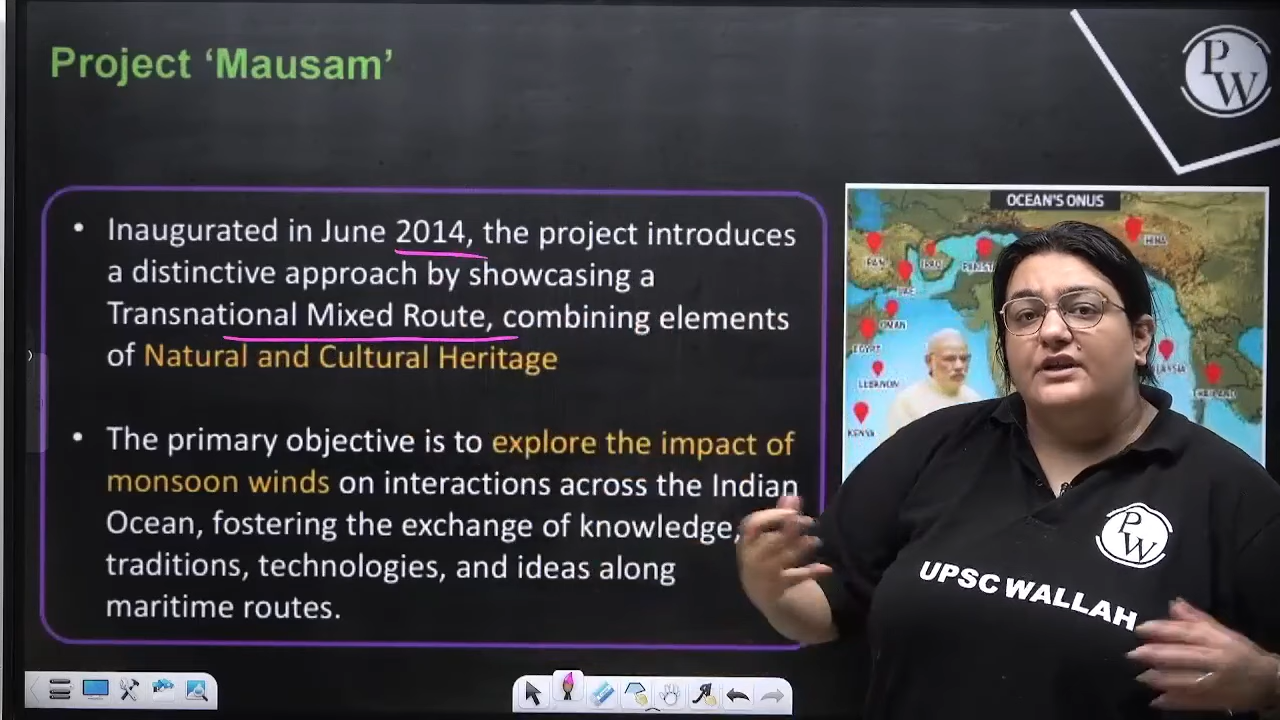 Project ‘Mausam’
PW
• Inaugurated in June 2014, the project introduces
a distinctive approach by showcasing a
Transnational Mixed Route, combining elements
of Natural and Cultural Heritage
• The primary objective is to explore the impact of
monsoon winds on interactions across the Indian
Ocean, fostering the exchange of knowledge,
traditions, technologies, and ideas along
maritime routes.
OCEAN'S ONUS
IRAN
OMAN
EGYPT
LEBANON
KENYA
THAILAND
PW
UPSC WALLAH